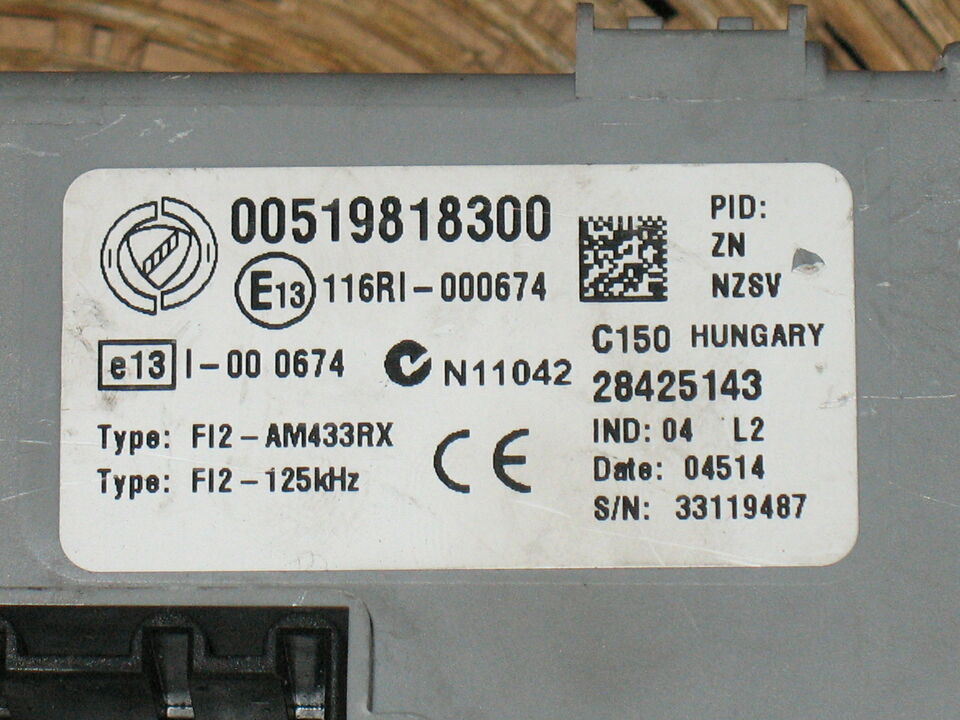 00519818300
E13 116RI-000674
e13 I-00 0674
N11042
Type: FI2-AM433RX
Type: FI2-125kHz
PID:
ZN
NZSV
C150 HUNGARY
28425143
IND: 04 L2
Date: 04514
S/N: 33119487